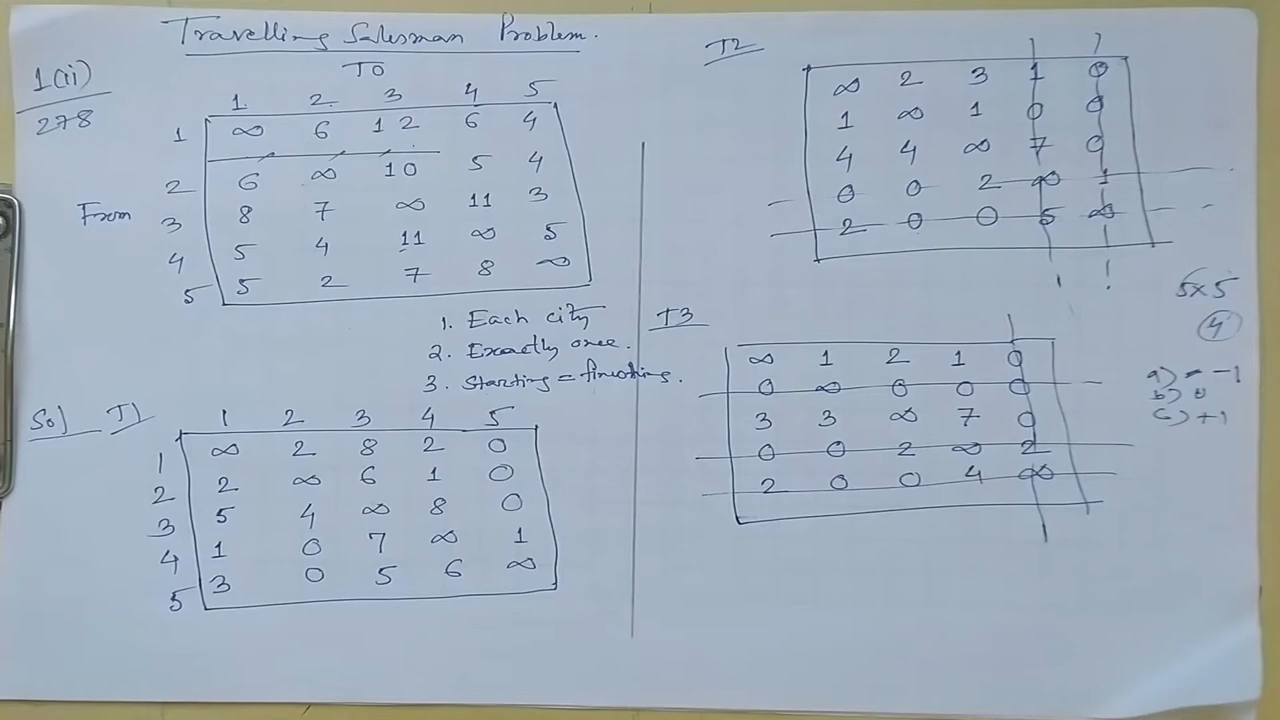 Travelling Salesman Problem.
1(ii)
278
TO
1. 2. 3 4 5
1 ∞ 6 12 6 4
2 6 ∞ 10 5 4
From
3 8 7 ∞ 11 3
4 5 4 11 ∞ 5
5 5 2 7 8 ∞
1. Each city
2. Exactly once.
3. Starting = finishing.
Sol T1
1 2 3 4 5
1 ∞ 2 8 2 0
2 2 ∞ 6 1 0
3 5 4 ∞ 8 0
4 1 0 7 ∞ 1
5 3 0 5 6 ∞
T2
∞ 2 3 1 0
1 ∞ 1 0 0
4 4 ∞ 7 0
0 0 2 ∞ 1
2 0 0 5 ∞
5x5
4
T3
∞ 1 2 1 0
0 ∞ 0 0 0
3 3 ∞ 7 0
0 0 2 ∞ 2
2 0 0 4 ∞
a) = -1
b) 0
c) +1